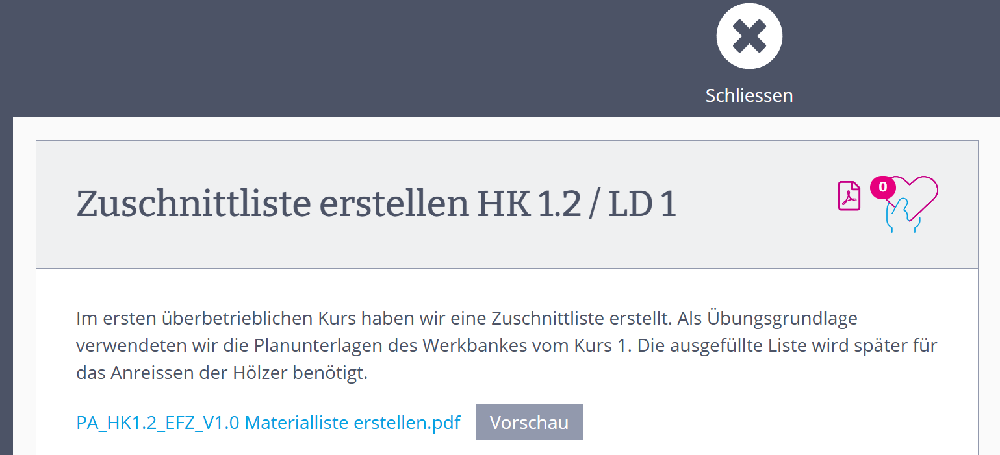 Schliessen
Zuschnittliste erstellen HK 1.2 / LD 1
0
Im ersten überbetrieblichen Kurs haben wir eine Zuschnittliste erstellt. Als Übungsgrundlage
verwendeten wir die Planunterlagen des Werkbankes vom Kurs 1. Die ausgefüllte Liste wird später für
das Anreissen der Hölzer benötigt.
PA_HK1.2_EFZ_V1.0 Materialliste erstellen.pdf Vorschau